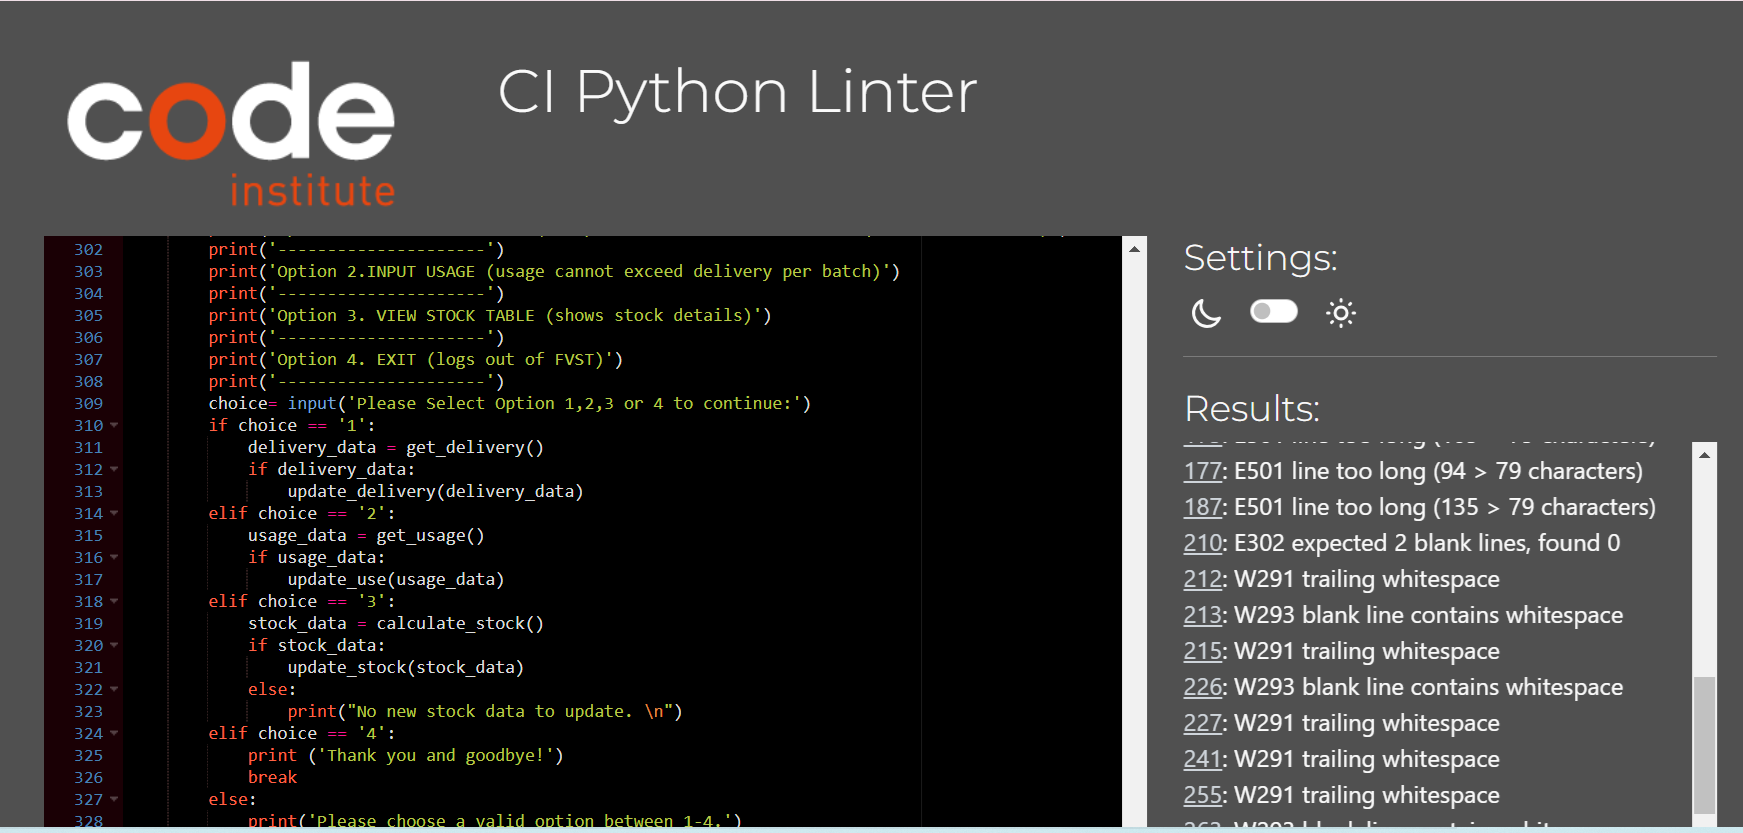 code
institute
CI Python Linter
302 print('---------------------')
303 print('Option 2.INPUT USAGE (usage cannot exceed delivery per batch)')
304 print('---------------------')
305 print('Option 3. VIEW STOCK TABLE (shows stock details)')
306 print('---------------------')
307 print('Option 4. EXIT (logs out of FVST)')
308 print('---------------------')
309 choice= input('Please Select Option 1,2,3 or 4 to continue:')
310 if choice == '1':
311 delivery_data = get_delivery()
312 if delivery_data:
313 update_delivery(delivery_data)
314 elif choice == '2':
315 usage_data = get_usage()
316 if usage_data:
317 update_use(usage_data)
318 elif choice == '3':
319 stock_data = calculate_stock()
320 if stock_data:
321 update_stock(stock_data)
322 else:
323 print("No new stock data to update. \n")
324 elif choice == '4':
325 print ('Thank you and goodbye!')
326 break
327 else:
328 print('Please choose a valid option between 1-4.')
Settings:
Results:
177: E501 line too long (94 > 79 characters)
187: E501 line too long (135 > 79 characters)
210: E302 expected 2 blank lines, found 0
212: W291 trailing whitespace
213: W293 blank line contains whitespace
215: W291 trailing whitespace
226: W293 blank line contains whitespace
227: W291 trailing whitespace
241: W291 trailing whitespace
255: W291 trailing whitespace